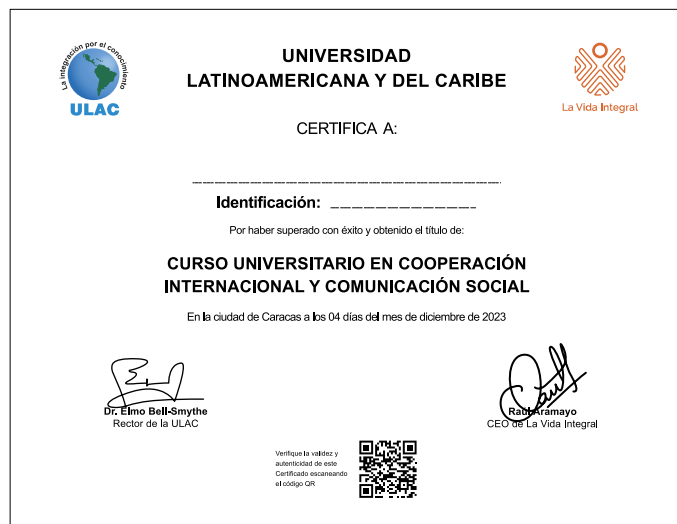 La integración por el conocimiento
ULAC
UNIVERSIDAD
LATINOAMERICANA Y DEL CARIBE
La Vida Integral
CERTIFICA A:
Identificación:
Por haber superado con éxito y obtenido el título de:
CURSO UNIVERSITARIO EN COOPERACIÓN
INTERNACIONAL Y COMUNICACIÓN SOCIAL
En la ciudad de Caracas a los 04 días del mes de diciembre de 2023
Dr. Elmo Bell-Smythe
Rector de la ULAC
Raúl Aramayo
CEO de La Vida Integral
Verifique la validez y
autenticidad de este
Certificado escaneando
el código QR